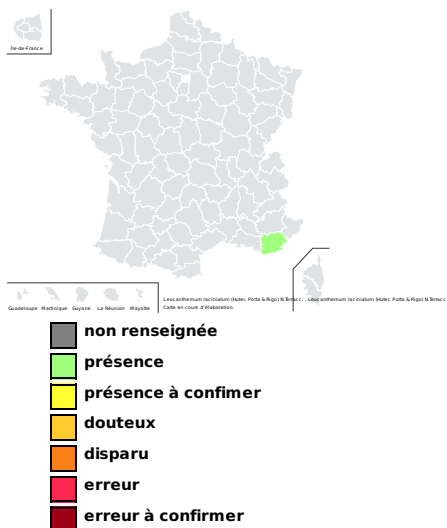 Île-de-France
Guadeloupe Martinique Guyane La Réunion Mayotte
Leucanthemum laciniatum (Huter, Porta & Rigo) N.Terracc. , Leucanthemum laciniatum (Huter, Porta & Rigo) N.Terracc.
Carte en cours d'élaboration.
non renseignée
présence
présence à confimer
douteux
disparu
erreur
erreur à confirmer